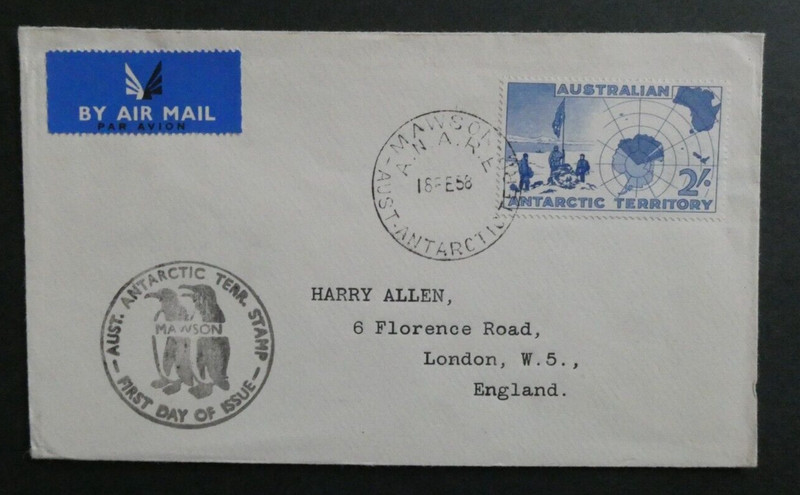 BY AIR MAIL
PAR AVION
MAWSON
A.N.A.R.E
18 FE 58
AUST. ANTARCTIC TERR
AUSTRALIAN
2/-
ANTARCTIC TERRITORY
AUST. ANTARCTIC TERR. STAMP
MAWSON
FIRST DAY OF ISSUE
HARRY ALLEN,
6 Florence Road,
London, W.5.,
England.